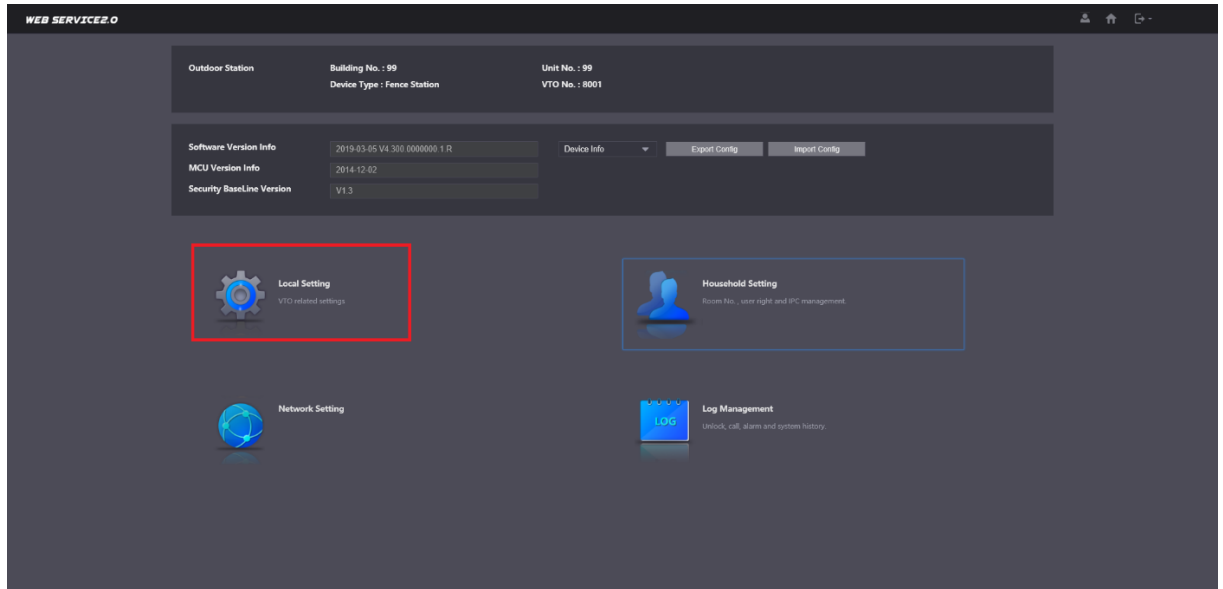 WEB SERVICE2.0
Outdoor Station Building No. : 99 Unit No. : 99
Device Type : Fence Station VTO No. : 8001
Software Version Info 2019-03-05 V4.300.0000000.1.R Device Info Export Config Import Config
MCU Version Info 2014-12-02
Security BaseLine Version V1.3
Local Setting
VTO related settings
Household Setting
Room No. , user right and IPC management.
Network Setting
LOG
Log Management
Unlock, call, alarm and system history.